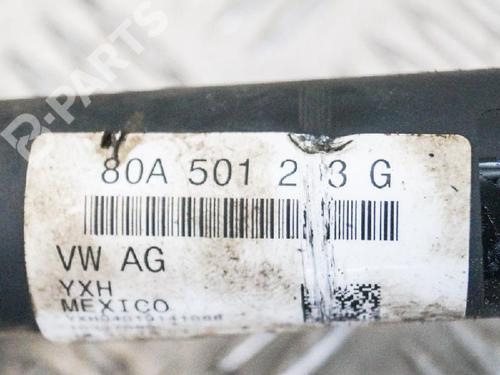 R-PARTS
80A 501 2 3 G
VW AG
YXH
MEXICO